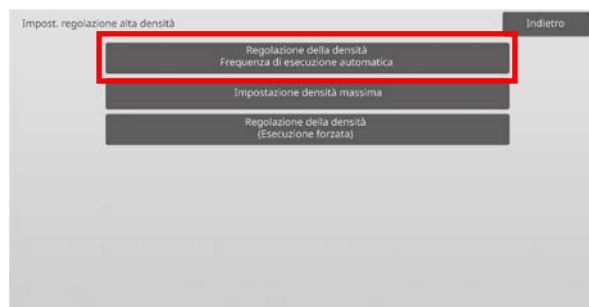 Impost. regolazione alta densità
Indietro
Regolazione della densità
Frequenza di esecuzione automatica
Impostazione densità massima
Regolazione della densità
(Esecuzione forzata)